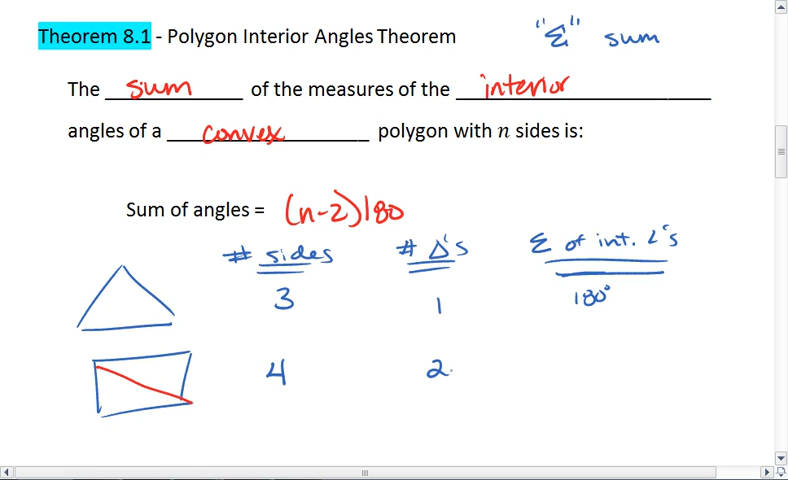 Theorem 8.1 - Polygon Interior Angles Theorem "Σ" sum
The sum of the measures of the interior
angles of a convex polygon with n sides is:
Sum of angles = (n-2)180
# sides # Δ's Σ of int. ∠'s
3 1 180°
4 2